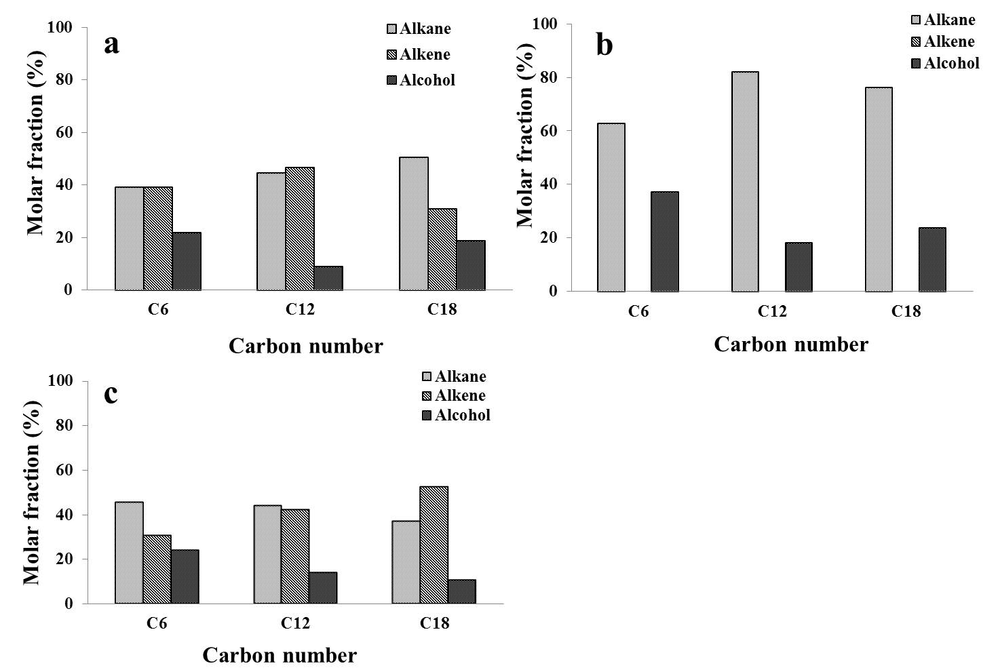 a
Alkane
Alkene
Alcohol
Molar fraction (%)
100
80
60
40
20
0
C6 C12 C18
Carbon number
b
Alkane
Alkene
Alcohol
Molar fraction (%)
100
80
60
40
20
0
C6 C12 C18
Carbon number
c
Alkane
Alkene
Alcohol
Molar fraction (%)
100
80
60
40
20
0
C6 C12 C18
Carbon number